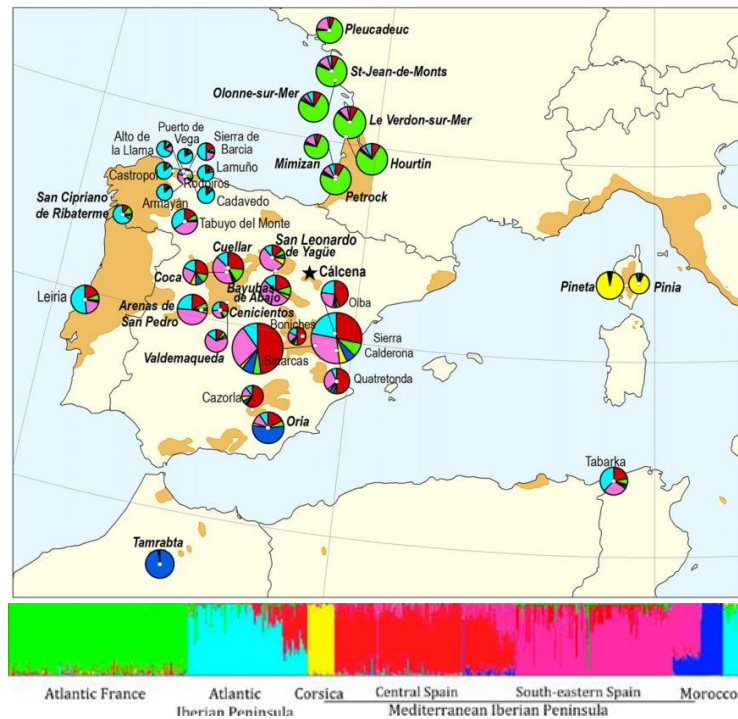 Pleucadeuc
St-Jean-de-Monts
Olonne-sur-Mer
Le Verdon-sur-mer
Mimizan
Hourtin
Petrock
Alto de
la Llama
Puerto de
Vega
Sierra de
Barcia
Castropol
Lamuño
Rodoiros
Armayán
Cadavedo
San Cipriano
de Ribaterme
Tabuyo del Monte
Cuellar
San Leonardo
de Yagüe
Coca
Cálcena
Bayubas
de Abajo
Leiria
Arenas de
San Pedro
Cenicientos
Olba
Boniches
Valdemaqueda
Sinarcas
Sierra
Calderona
Cazorla
Quatretonda
Oria
Pineta
Pinia
Tabarka
Tamrabta
Atlantic France
Atlantic
Iberian Peninsula
Corsica
Central Spain
South-eastern Spain
Morocco
Mediterranean Iberian Peninsula